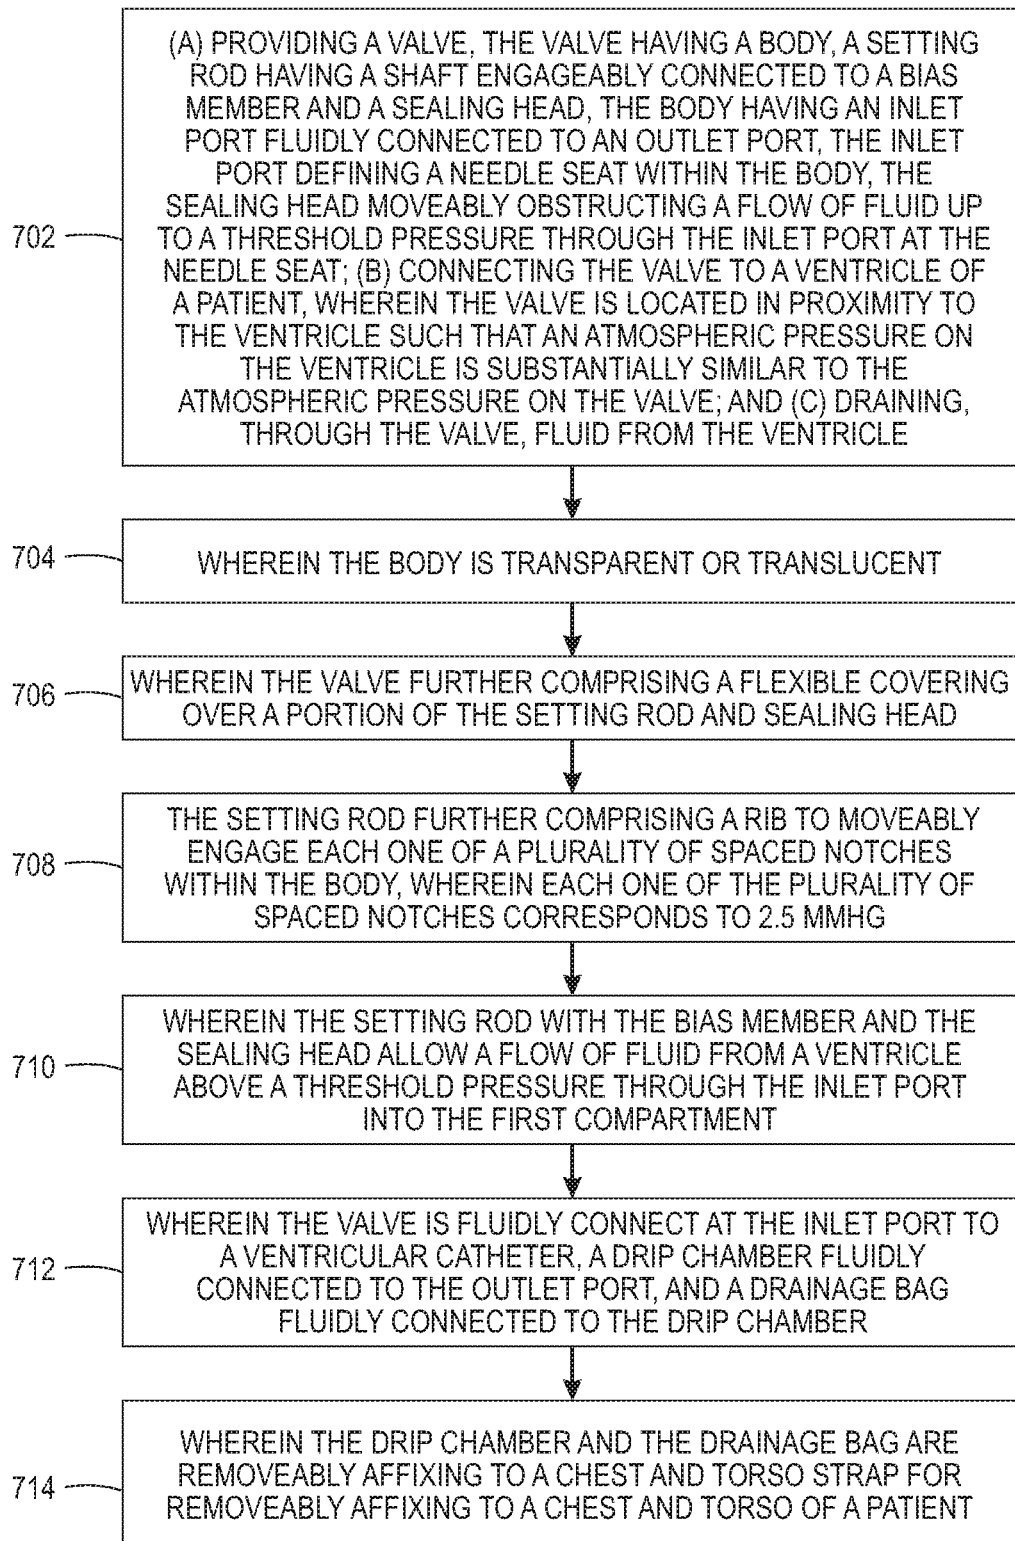 (A) PROVIDING A VALVE, THE VALVE HAVING A BODY, A SETTING
ROD HAVING A SHAFT ENGAGEABLY CONNECTED TO A BIAS
MEMBER AND A SEALING HEAD, THE BODY HAVING AN INLET
PORT FLUIDLY CONNECTED TO AN OUTLET PORT, THE INLET
PORT DEFINING A NEEDLE SEAT WITHIN THE BODY, THE
SEALING HEAD MOVEABLY OBSTRUCTING A FLOW OF FLUID UP
TO A THRESHOLD PRESSURE THROUGH THE INLET PORT AT THE
NEEDLE SEAT; (B) CONNECTING THE VALVE TO A VENTRICLE OF
A PATIENT, WHEREIN THE VALVE IS LOCATED IN PROXIMITY TO
THE VENTRICLE SUCH THAT AN ATMOSPHERIC PRESSURE ON
THE VENTRICLE IS SUBSTANTIALLY SIMILAR TO THE
ATMOSPHERIC PRESSURE ON THE VALVE; AND (C) DRAINING,
THROUGH THE VALVE, FLUID FROM THE VENTRICLE
702
704
WHEREIN THE BODY IS TRANSPARENT OR TRANSLUCENT
706
WHEREIN THE VALVE FURTHER COMPRISING A FLEXIBLE COVERING
OVER A PORTION OF THE SETTING ROD AND SEALING HEAD
708
THE SETTING ROD FURTHER COMPRISING A RIB TO MOVEABLY
ENGAGE EACH ONE OF A PLURALITY OF SPACED NOTCHES
WITHIN THE BODY, WHEREIN EACH ONE OF THE PLURALITY OF
SPACED NOTCHES CORRESPONDS TO 2.5 MMHG
710
WHEREIN THE SETTING ROD WITH THE BIAS MEMBER AND THE
SEALING HEAD ALLOW A FLOW OF FLUID FROM A VENTRICLE
ABOVE A THRESHOLD PRESSURE THROUGH THE INLET PORT
INTO THE FIRST COMPARTMENT
712
WHEREIN THE VALVE IS FLUIDLY CONNECT AT THE INLET PORT TO
A VENTRICULAR CATHETER, A DRIP CHAMBER FLUIDLY
CONNECTED TO THE OUTLET PORT, AND A DRAINAGE BAG
FLUIDLY CONNECTED TO THE DRIP CHAMBER
714
WHEREIN THE DRIP CHAMBER AND THE DRAINAGE BAG ARE
REMOVEABLY AFFIXING TO A CHEST AND TORSO STRAP FOR
REMOVEABLY AFFIXING TO A CHEST AND TORSO OF A PATIENT